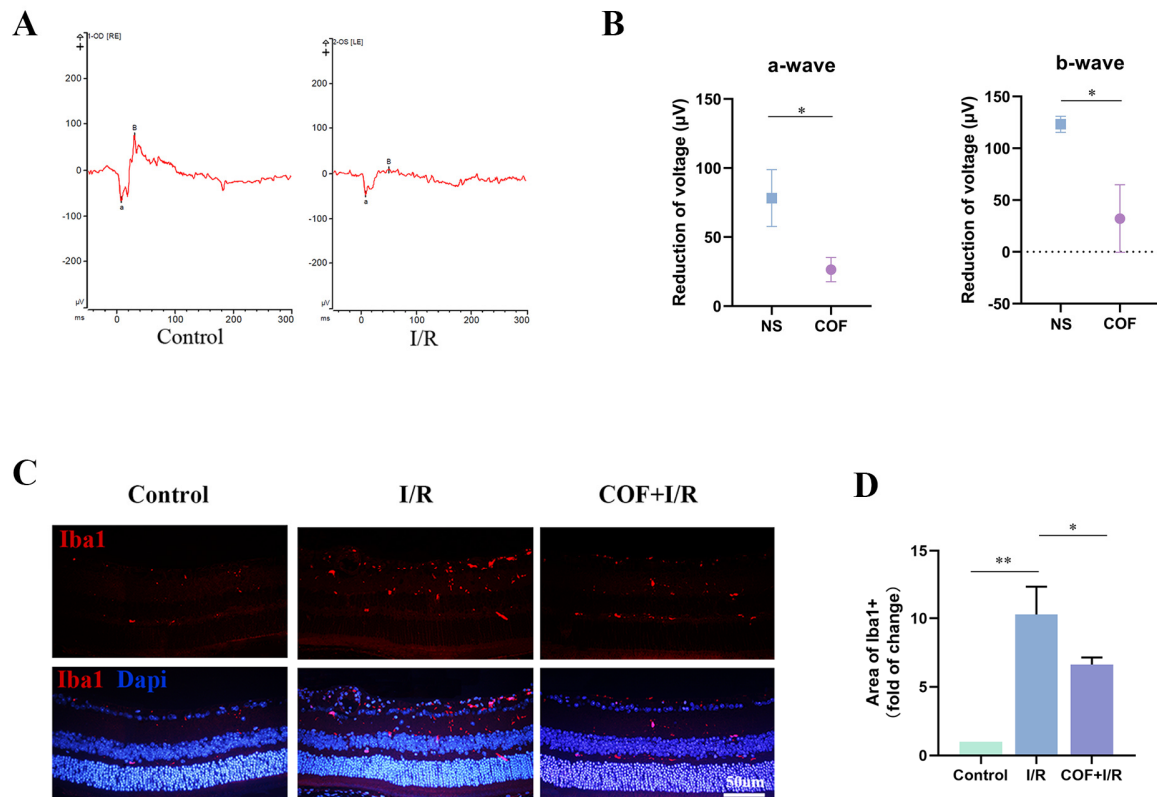 A
1-OD [RE]
200
100
0
-100
-200
µV
ms
0
100
200
300
B
a
Control
2-OS [LE]
200
100
0
-100
-200
µV
ms
0
100
200
300
B
a
I/R
B
a-wave
Reduction of voltage (µV)
150
100
50
0
*
NS
COF
b-wave
Reduction of voltage (µV)
150
100
50
0
-50
*
NS
COF
C
Control
I/R
COF+I/R
Iba1
Iba1 Dapi
50um
D
Area of Iba1+
(fold of change)
15
10
5
0
**
*
Control
I/R
COF+I/R